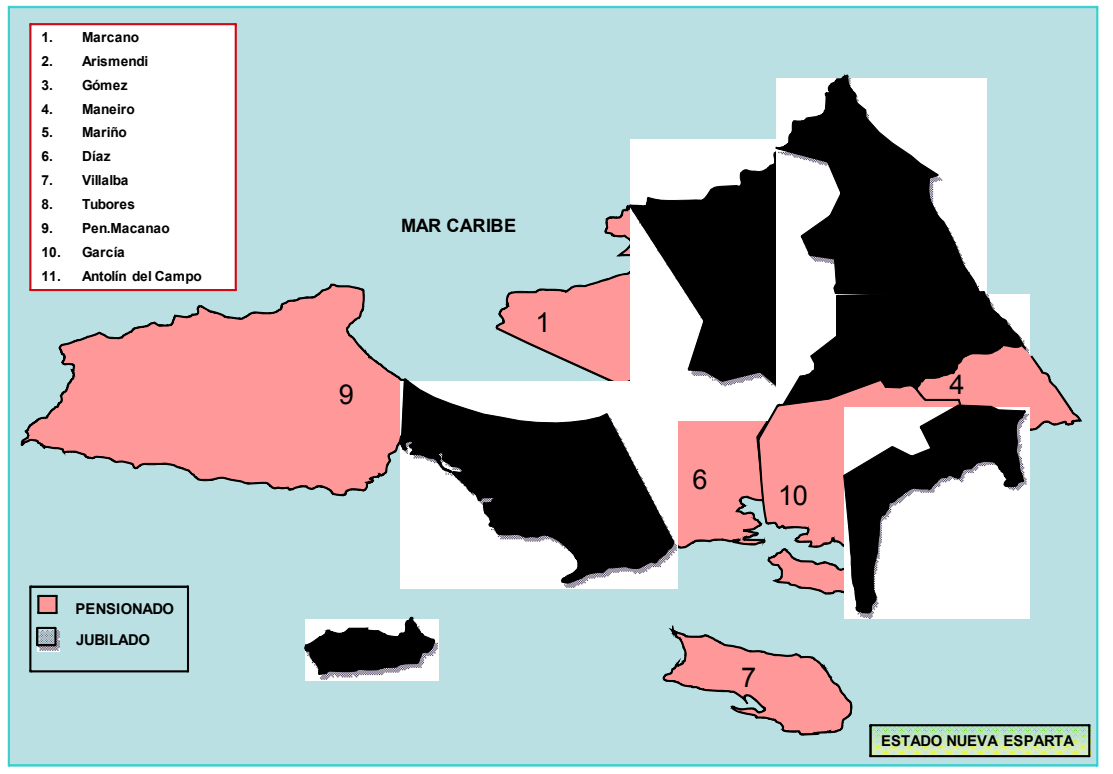 1. Marcano
2. Arismendi
3. Gómez
4. Maneiro
5. Mariño
6. Díaz
7. Villalba
8. Tubores
9. Pen.Macanao
10. García
11. Antolín del Campo
MAR CARIBE
1
9
4
6
10
7
PENSIONADO
JUBILADO
ESTADO NUEVA ESPARTA